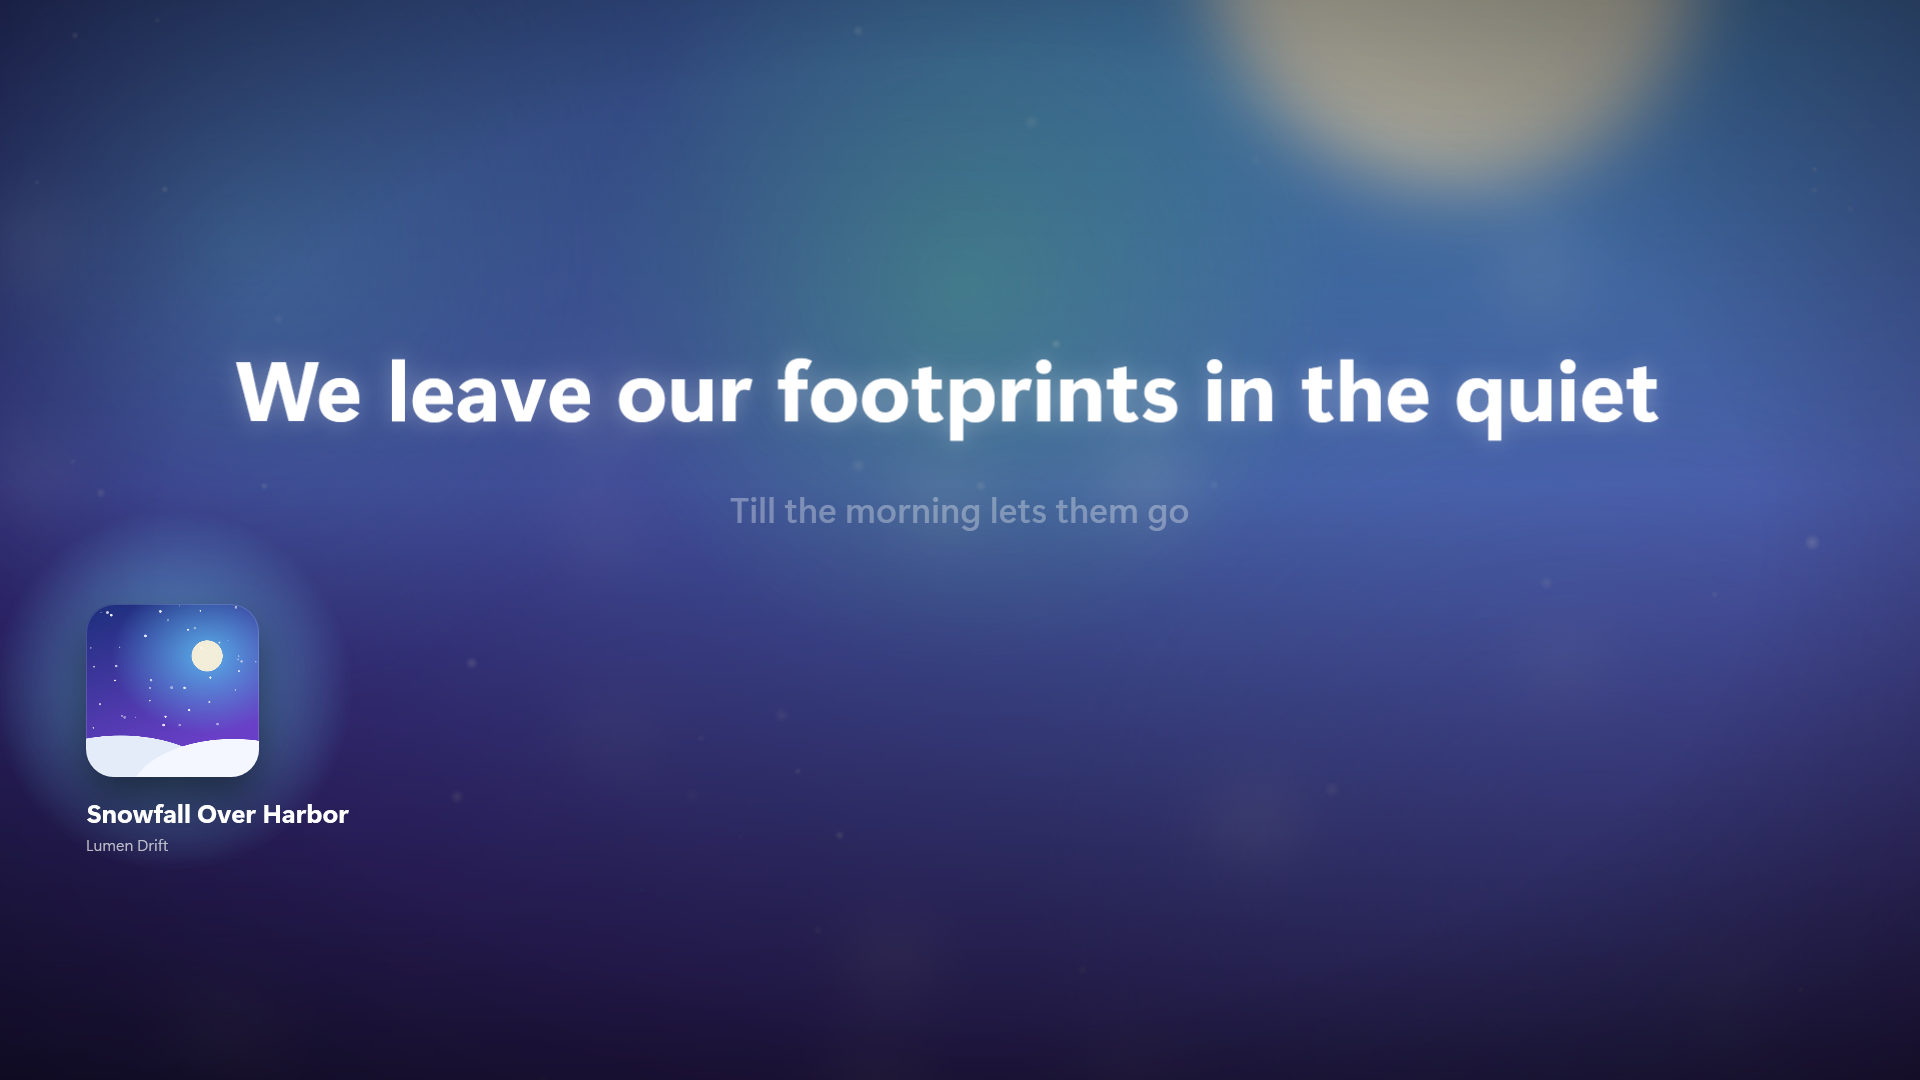 We leave our footprints in the quiet
Till the morning lets them go
Snowfall Over Harbor
Lumen Drift